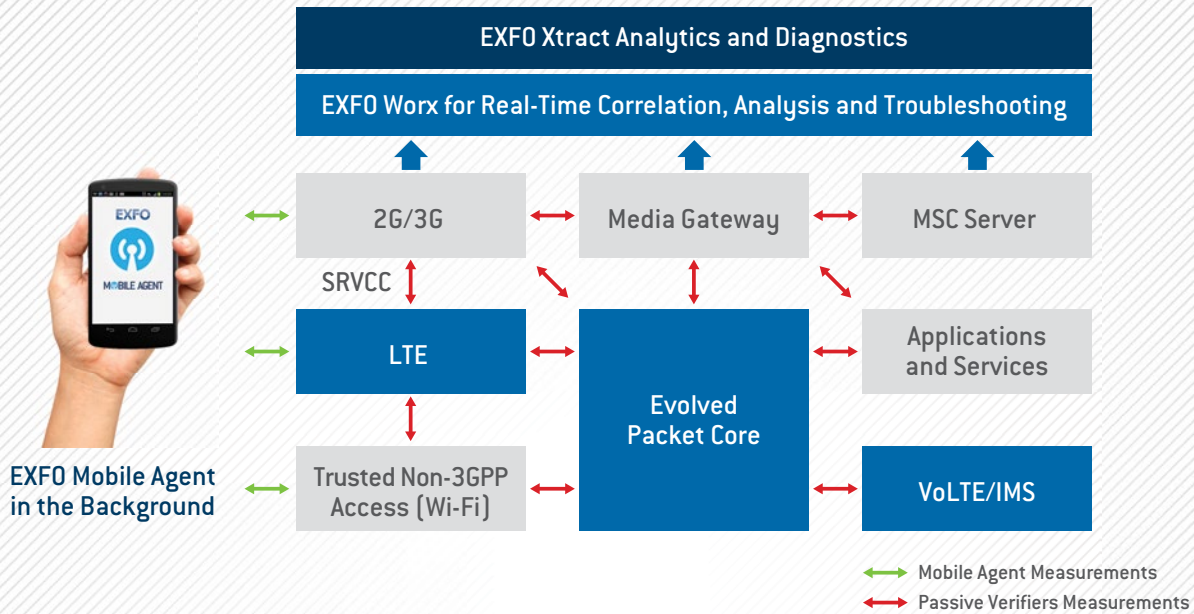 EXFO Xtract Analytics and Diagnostics
EXFO Worx for Real-Time Correlation, Analysis and Troubleshooting
EXFO
MOBILE AGENT
2G/3G
Media Gateway
MSC Server
SRVCC
LTE
Evolved
Packet Core
Applications
and Services
EXFO Mobile Agent
in the Background
Trusted Non-3GPP
Access (Wi-Fi)
VoLTE/IMS
Mobile Agent Measurements
Passive Verifiers Measurements